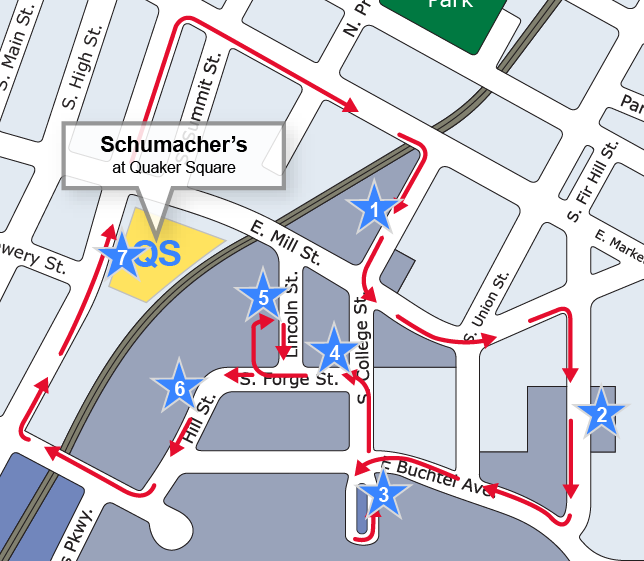 Park
N. Pr
S. Main St.
S. High St.
S. Summit St.
Par
Schumacher's
at Quaker Square
S. Fir Hill St.
1
E. Mill St.
E. Marke
owery St.
7
QS
5
Lincoln St.
S. College St.
S. Union St.
4
6
S. Forge St.
2
Hill St.
E Buchtel Ave
3
s Pkwy.